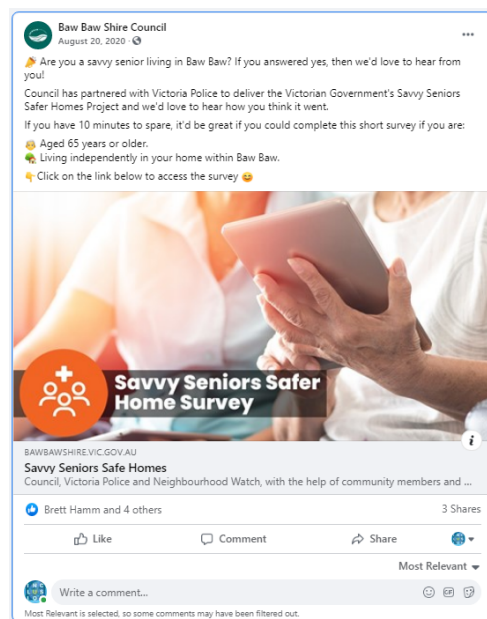 Baw Baw Shire Council
August 20, 2020 ·
Are you a savvy senior living in Baw Baw? If you answered yes, then we'd love to hear from
you!
Council has partnered with Victoria Police to deliver the Victorian Government's Savvy Seniors
Safer Homes Project and we'd love to hear how you think it went.
If you have 10 minutes to spare, it'd be great if you could complete this short survey if you are:
Aged 65 years or older.
Living independently in your home within Baw Baw.
Click on the link below to access the survey
Savvy Seniors Safer
Home Survey
i
BAWBAWSHIRE.VIC.GOV.AU
Savvy Seniors Safe Homes
Council, Victoria Police and Neighbourhood Watch, with the help of community members and ...
Brett Hamm and 4 others
3 Shares
Like
Comment
Share
Most Relevant
Write a comment...
GIF
Most Relevant is selected, so some comments may have been filtered out.